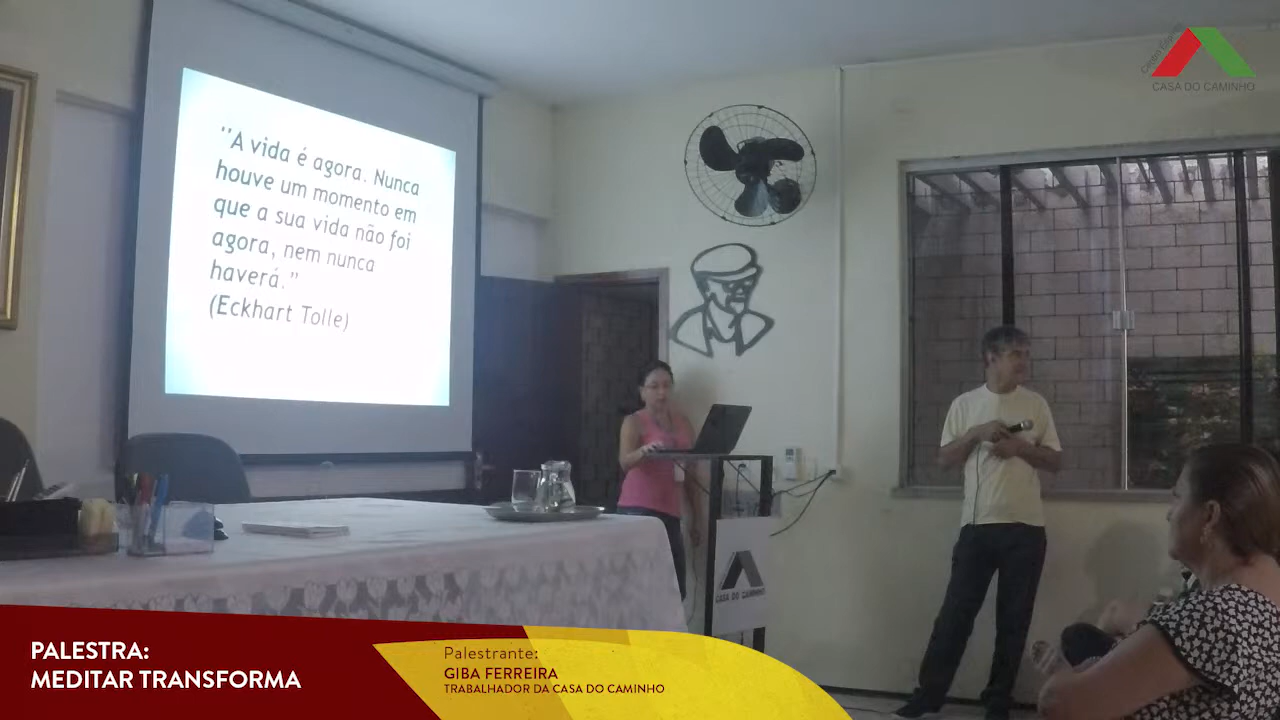 "A vida é agora. Nunca
houve um momento em
que a sua vida não foi
agora, nem nunca
haverá."
(Eckhart Tolle)
CASA DO CAMINHO
CASA DO CAMINHO
PALESTRA:
MEDITAR TRANSFORMA
Palestrante:
GIBA FERREIRA
TRABALHADOR DA CASA DO CAMINHO